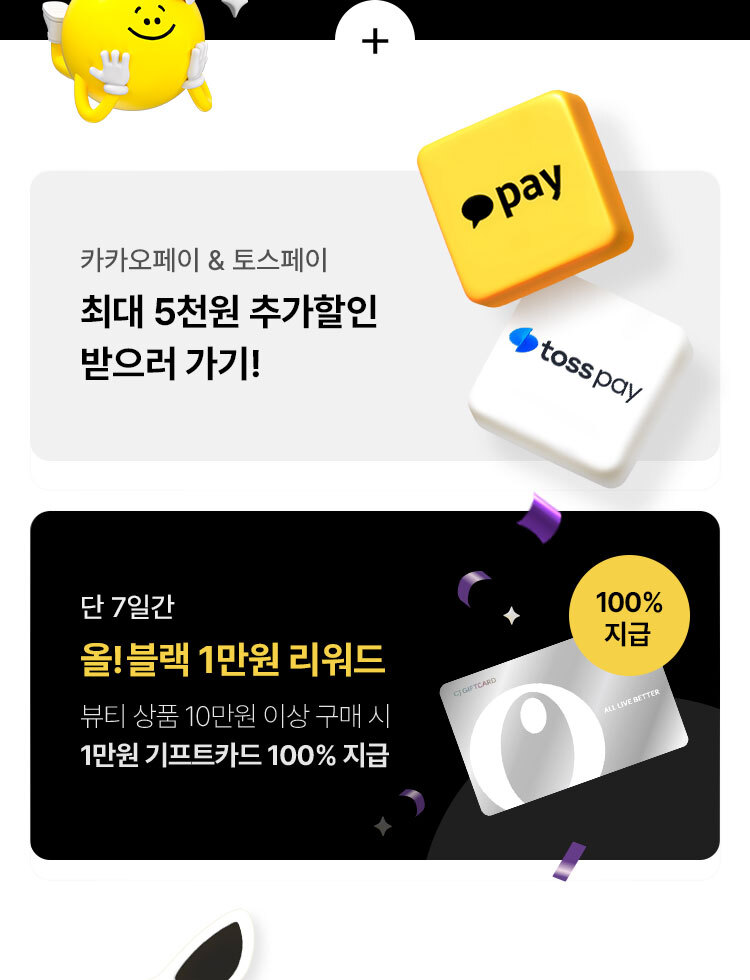 +
pay
카카오페이 & 토스페이
최대 5천원 추가할인
받으러 가기!
toss pay
단 7일간
100%
지급
올!블랙 1만원 리워드
CJ GIFTCARD
ALL LIVE BETTER
뷰티 상품 10만원 이상 구매 시
1만원 기프트카드 100% 지급